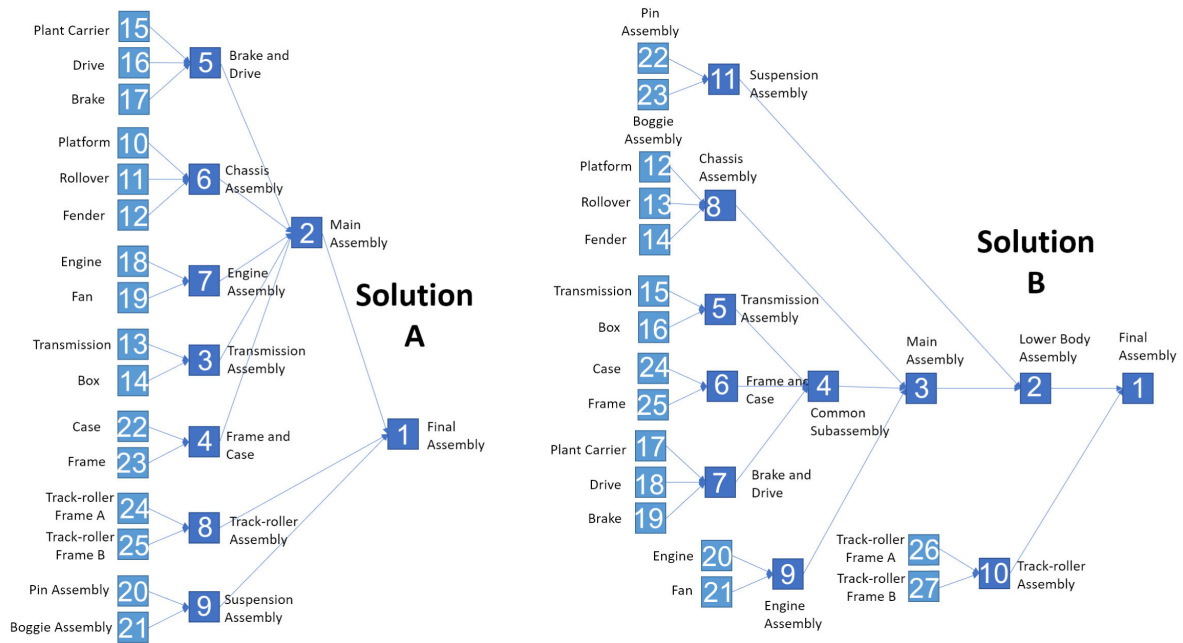 Plant Carrier
15
Drive
16
Brake
17
5
Brake and
Drive
Platform
10
Rollover
11
Fender
12
6
Chassis
Assembly
Engine
18
Fan
19
7
Engine
Assembly
Transmission
13
Box
14
3
Transmission
Assembly
Case
22
Frame
23
4
Frame and
Case
Track-roller
Frame A
24
Track-roller
Frame B
25
8
Track-roller
Assembly
Pin Assembly
20
Boggie Assembly
21
9
Suspension
Assembly
2
Main
Assembly
Solution
A
1
Final
Assembly
Pin
Assembly
22
23
Boggie
Assembly
11
Suspension
Assembly
Platform
12
Rollover
13
Fender
14
Chassis
Assembly
8
Transmission
15
Box
16
5
Transmission
Assembly
Case
24
Frame
25
6
Frame and
Case
Plant Carrier
17
Drive
18
Brake
19
7
Brake and
Drive
4
Common
Subassembly
Engine
20
Fan
21
9
Engine
Assembly
Main
Assembly
3
Solution
B
Lower Body
Assembly
2
Final
Assembly
1
Track-roller
Frame A
26
Track-roller
Frame B
27
10
Track-roller
Assembly